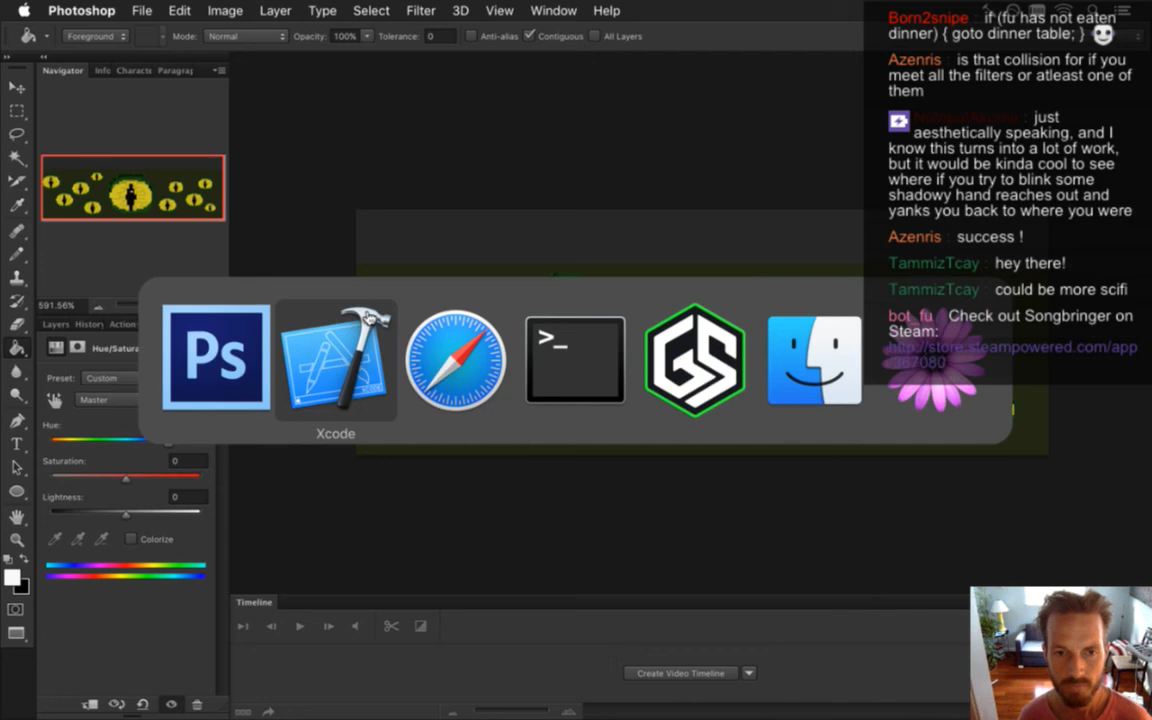 Photoshop File Edit Image Layer Type Select Filter 3D View Window Help
Foreground Mode: Normal Opacity: 100% Tolerance: 0 Anti-alias Contiguous All Layers
Navigator Info Characte Paragraj
591.56%
Layers Histor Action
Hue/Satura
Preset: Custom
Master
Hue:
Saturation: 0
Lightness: 0
Colorize
Ps
>_
GS
Xcode
Timeline
Create Video Timeline
T
Born2snipe : if (fu has not eaten
dinner) { goto dinner table; }
Azenris : is that collision for if you
meet all the filters or atleast one of
them
: just
aesthetically speaking, and I
know this turns into a lot of work,
but it would be kinda cool to see
where if you try to blink some
shadowy hand reaches out and
yanks you back to where you were
Azenris : success !
TammizTcay : hey there!
TammizTcay : could be more scifi
bot_fu : Check out Songbringer on
Steam:
http://store.steampowered.com/app
/367080